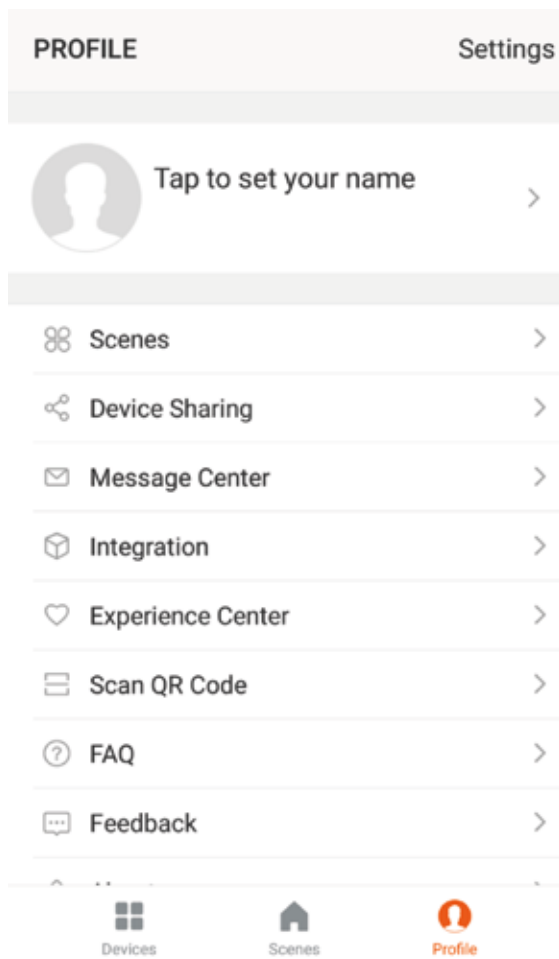 PROFILE Settings
Tap to set your name
Scenes
Device Sharing
Message Center
Integration
Experience Center
Scan QR Code
FAQ
Feedback
Devices Scenes Profile